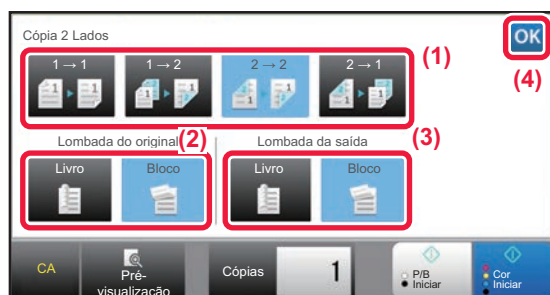 Cópia 2 Lados
OK
1 → 1
1 → 2
2 → 2
2 → 1
(1)
(4)
Lombada do original
(2)
Lombada da saída
(3)
Livro
Bloco
Livro
Bloco
CA
Pré-
visualização
Cópias
1
P/B
Iniciar
Cor
Iniciar